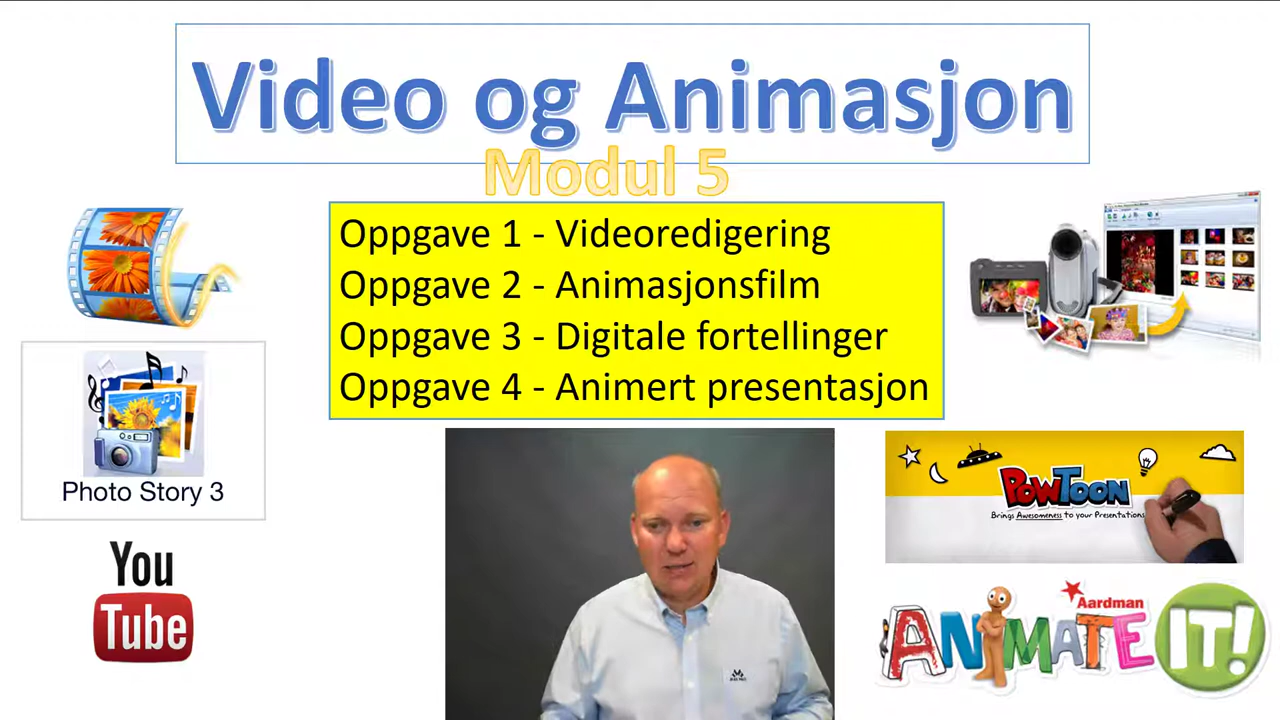 Video og Animasjon
Modul 5
Oppgave 1 - Videoredigering
Oppgave 2 - Animasjonsfilm
Oppgave 3 - Digitale fortellinger
Oppgave 4 - Animert presentasjon
Photo Story 3
You
Tube
PowToon
Brings Awesomeness to your Presentations
Aardman
ANIMATE IT!